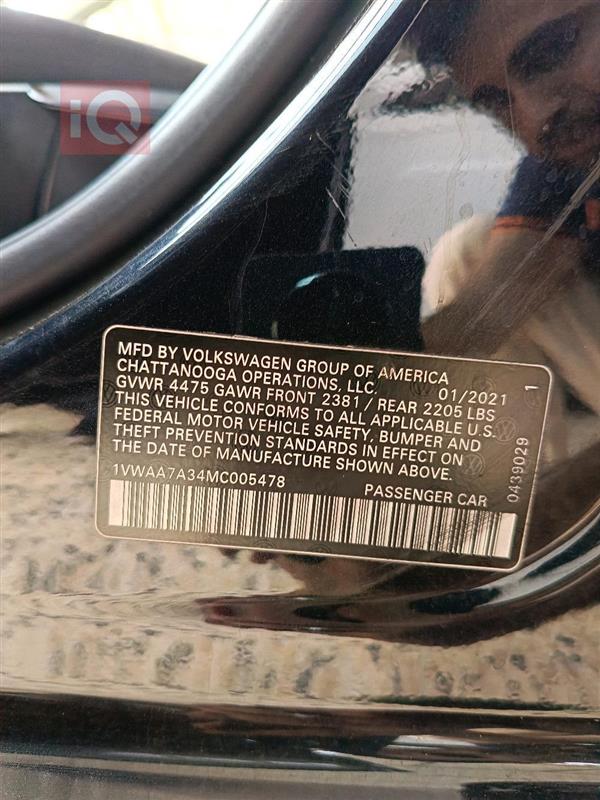 iQ
MFD BY VOLKSWAGEN GROUP OF AMERICA
CHATTANOOGA OPERATIONS, LLC. 01/2021
GVWR 4475 GAWR FRONT 2381 / REAR 2205 LBS
THIS VEHICLE CONFORMS TO ALL APPLICABLE U.S.
FEDERAL MOTOR VEHICLE SAFETY, BUMPER AND
THEFT PREVENTION STANDARDS IN EFFECT ON
THE DATE OF MANUFACTURE SHOWN ABOVE.
1VWAA7A34MC005478 PASSENGER CAR
0439029 1